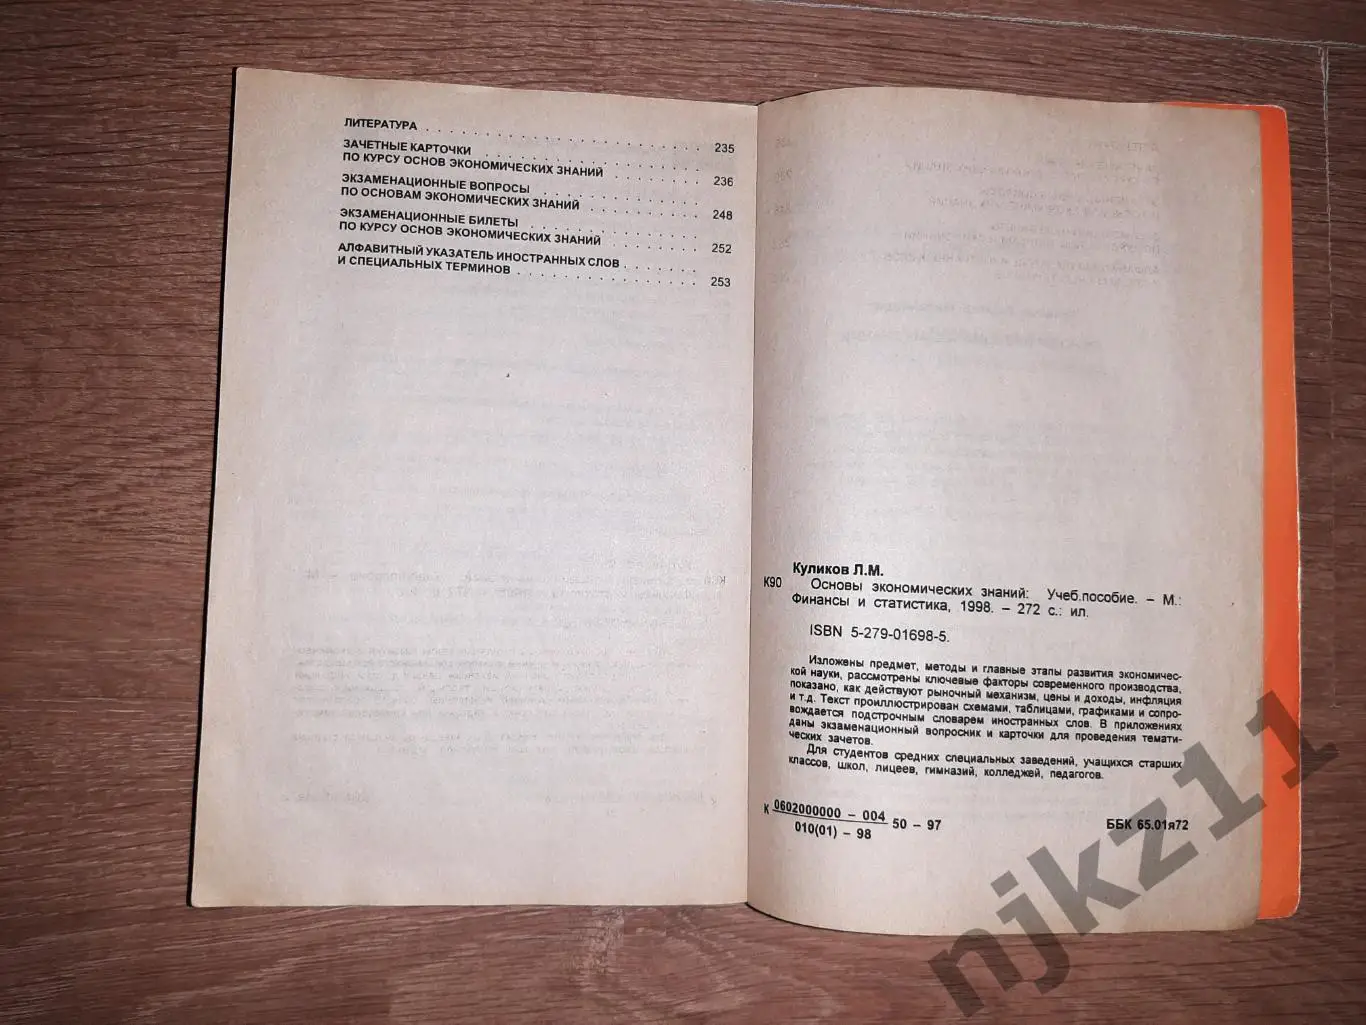 ЛИТЕРАТУРА . . . . . . . . . . . . . . . . . . . . . . . . . . . . 235
ЗАЧЕТНЫЕ КАРТОЧКИ
ПО КУРСУ ОСНОВ ЭКОНОМИЧЕСКИХ ЗНАНИЙ . . . . . . . . . 236
ЭКЗАМЕНАЦИОННЫЕ ВОПРОСЫ
ПО ОСНОВАМ ЭКОНОМИЧЕСКИХ ЗНАНИЙ . . . . . . . . . . . 248
ЭКЗАМЕНАЦИОННЫЕ БИЛЕТЫ
ПО КУРСУ ОСНОВ ЭКОНОМИЧЕСКИХ ЗНАНИЙ . . . . . . . . . 252
АЛФАВИТНЫЙ УКАЗАТЕЛЬ ИНОСТРАННЫХ СЛОВ
И СПЕЦИАЛЬНЫХ ТЕРМИНОВ . . . . . . . . . . . . . . . . . 253
Куликов Л.М.
К90 Основы экономических знаний: Учеб.пособие. – М.:
Финансы и статистика, 1998. – 272 с.: ил.
ISBN 5-279-01698-5.
Изложены предмет, методы и главные этапы развития экономичес-
кой науки, рассмотрены ключевые факторы современного производства,
показано, как действуют рыночный механизм, цены и доходы, инфляция
и т.д. Текст проиллюстрирован схемами, таблицами, графиками и сопро-
вождается подстрочным словарем иностранных слов. В приложениях
даны экзаменационный вопросник и карточки для проведения темати-
ческих зачетов.
Для студентов средних специальных заведений, учащихся старших
классов, школ, лицеев, гимназий, колледжей, педагогов.
К 0602000000 – 004
010(01) – 98 50 – 97
ББК 65.01я72
njkz11